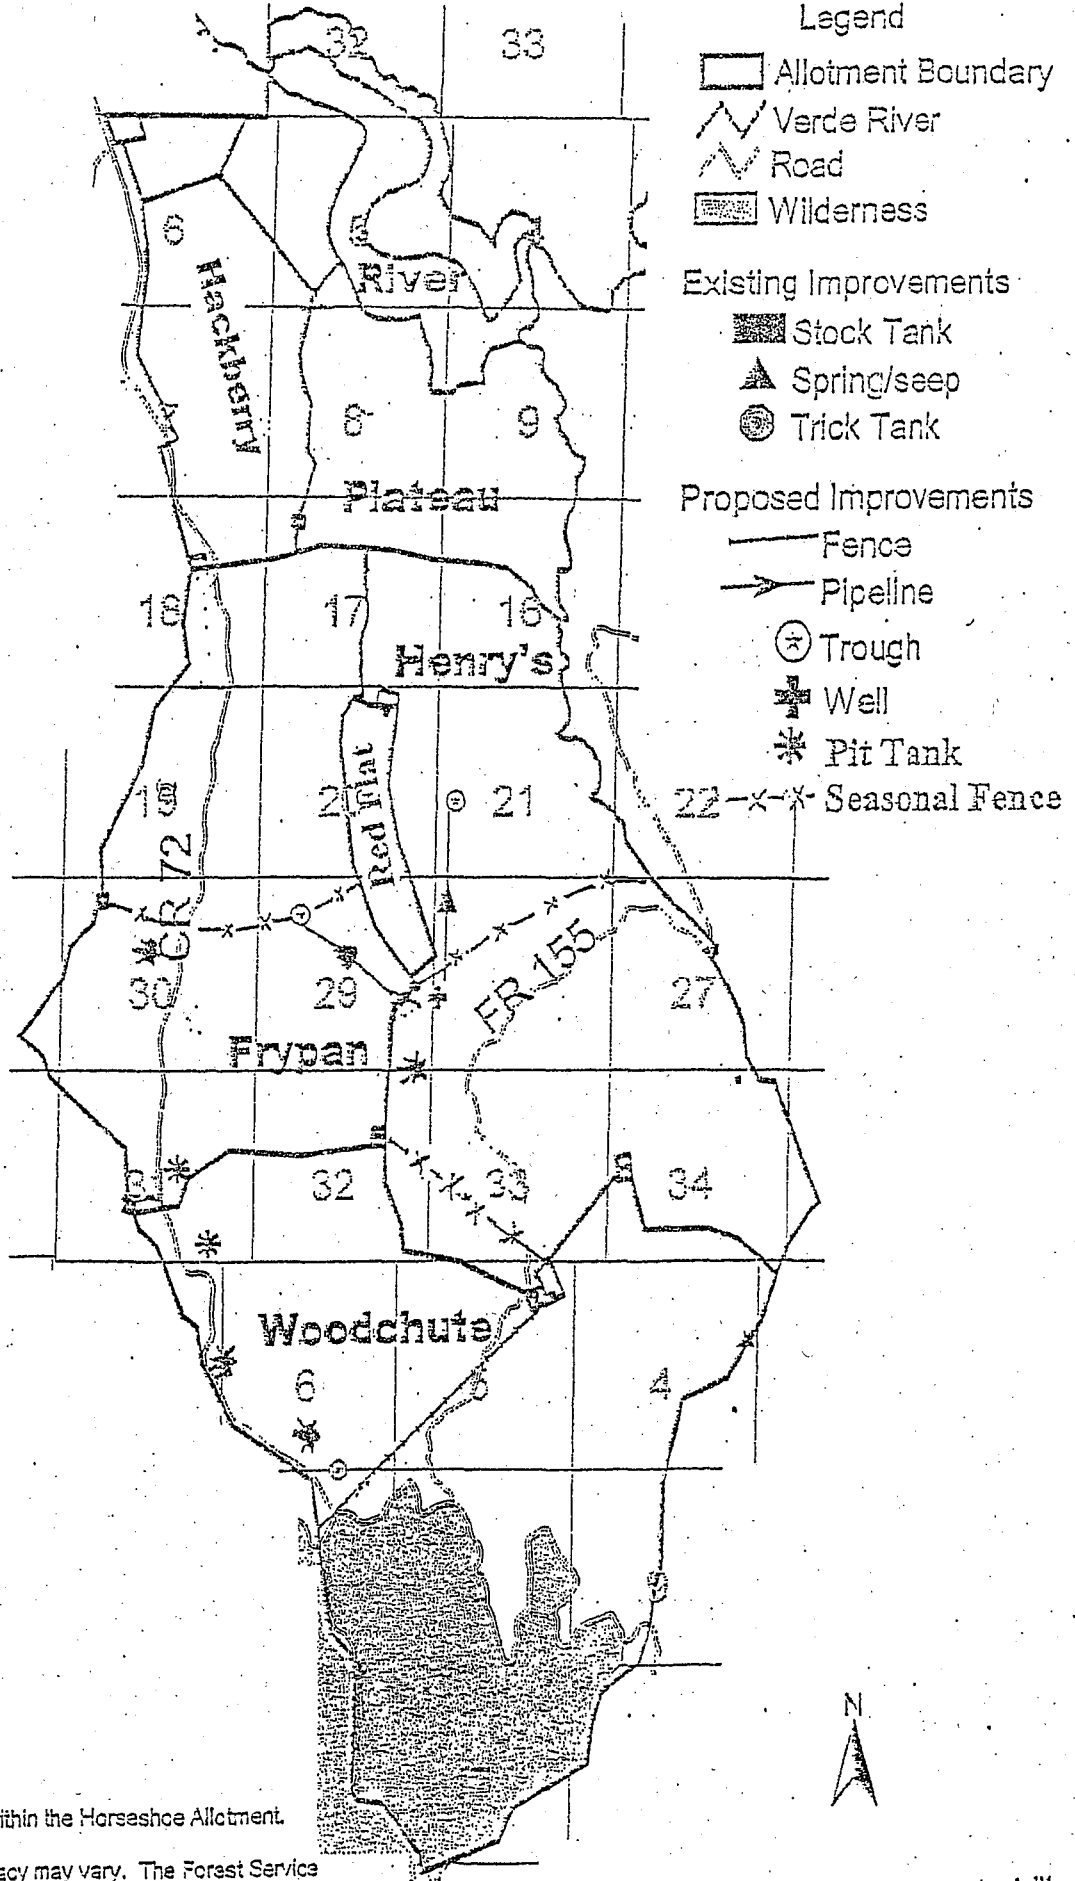 Legend
Allotment Boundary
Verde River
Road
Wilderness
Existing Improvements
Stock Tank
Spring/seep
Trick Tank
Proposed Improvements
Fence
Pipeline
Trough
Well
Pit Tank
Seasonal Fence
32
33
6
Hackberry
River
8
9
Plateau
18
17
16
Henry's
19
20
Red Flat
21
22
CR 72
30
29
FR 155
27
Frypan
31
32
33
34
Woodchute
6
5
4
N
ithin the Horseshoe Allotment.
acy may vary. The Forest Service